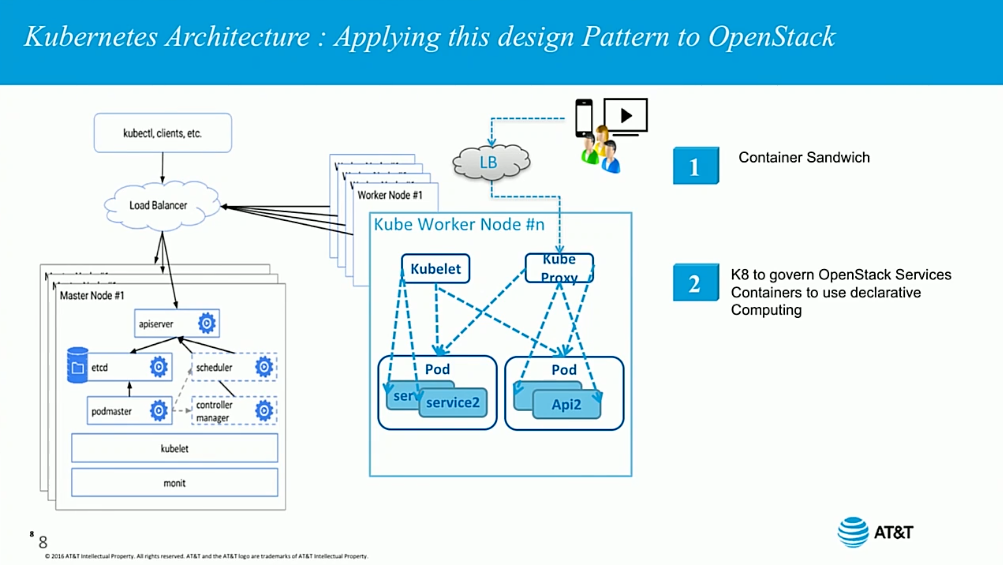 Kubernetes Architecture : Applying this design Pattern to OpenStack
kubectl, clients, etc.
Load Balancer
Worker Node #1
LB
Kube Worker Node #n
Kubelet
Kube
Proxy
Pod
service2
Pod
Api2
Master Node #1
apiserver
etcd
scheduler
podmaster
controller
manager
kubelet
monit
1
Container Sandwich
2
K8 to govern OpenStack Services
Containers to use declarative
Computing
8
8
© 2016 AT&T Intellectual Property. All rights reserved. AT&T and the AT&T logo are trademarks of AT&T Intellectual Property.
AT&T